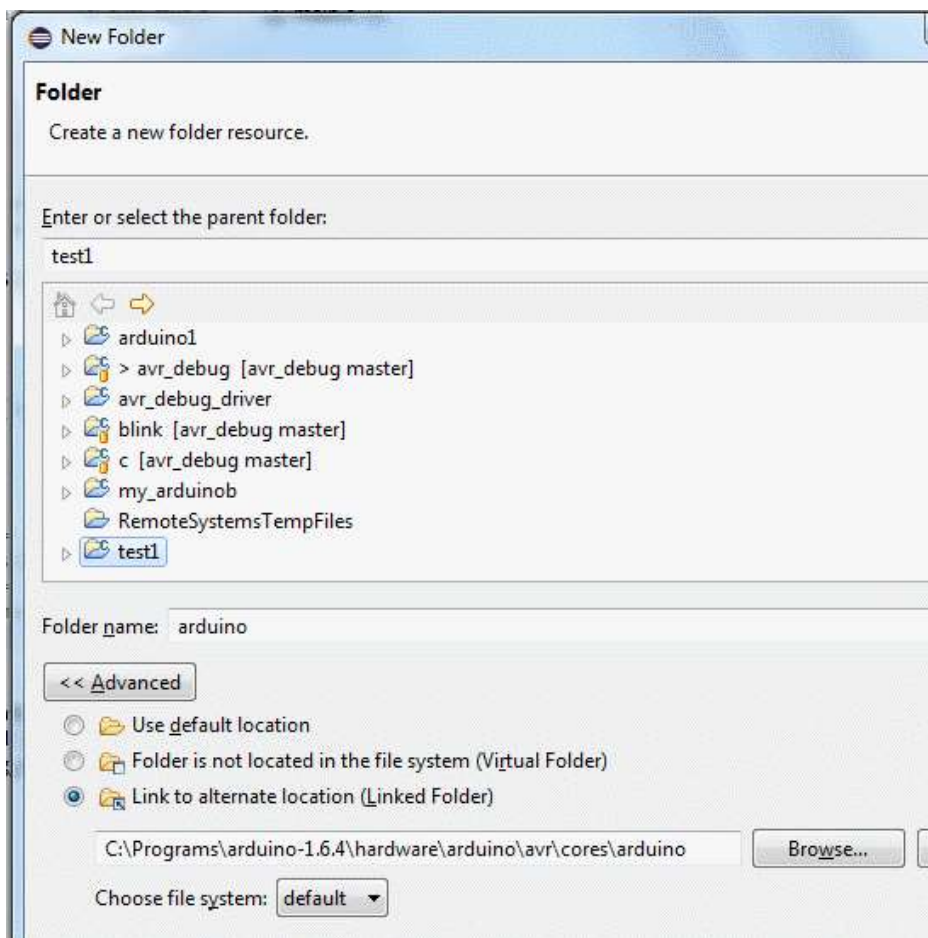 New Folder
Folder
Create a new folder resource.
Enter or select the parent folder:
test1
arduino1
> avr_debug [avr_debug master]
avr_debug_driver
blink [avr_debug master]
c [avr_debug master]
my_arduinob
RemoteSystemsTempFiles
test1
Folder name: arduino
<< Advanced
Use default location
Folder is not located in the file system (Virtual Folder)
Link to alternate location (Linked Folder)
C:\Programs\arduino-1.6.4\hardware\arduino\avr\cores\arduino Browse...
Choose file system: default